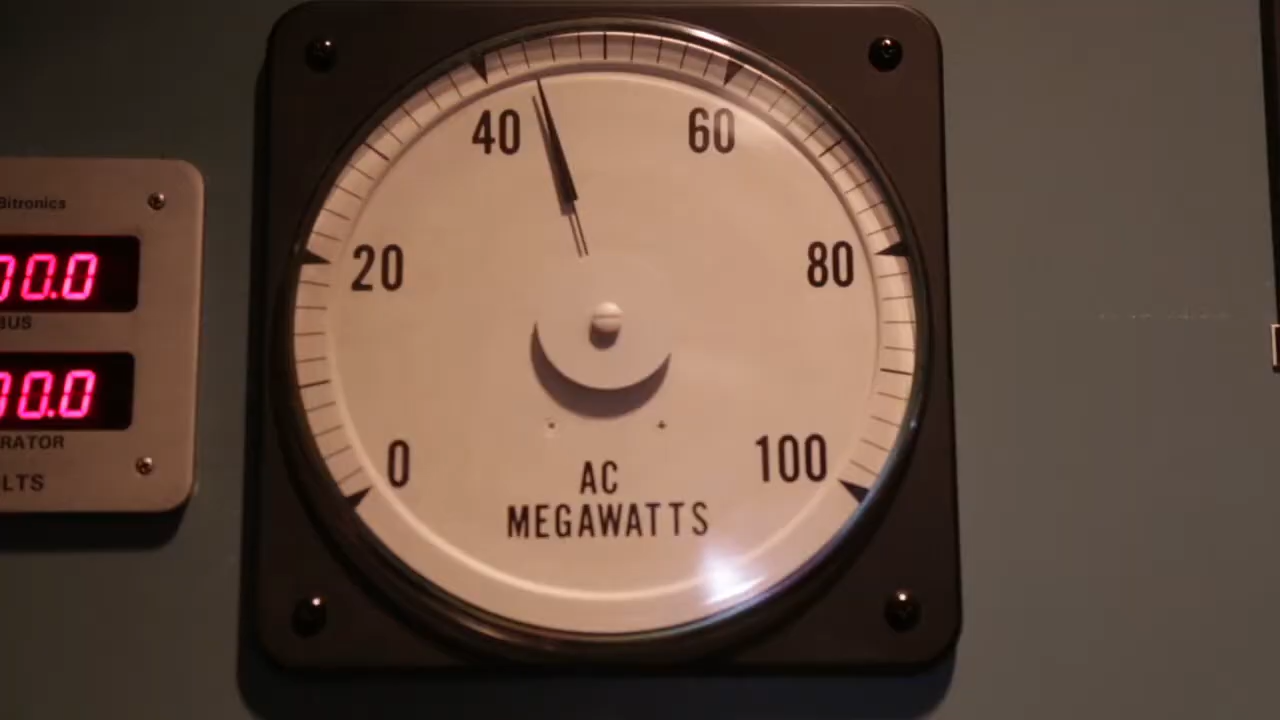 Bitronics
00.0
BUS
00.0
RATOR
LTS
0
20
40
60
80
100
AC
MEGAWATTS